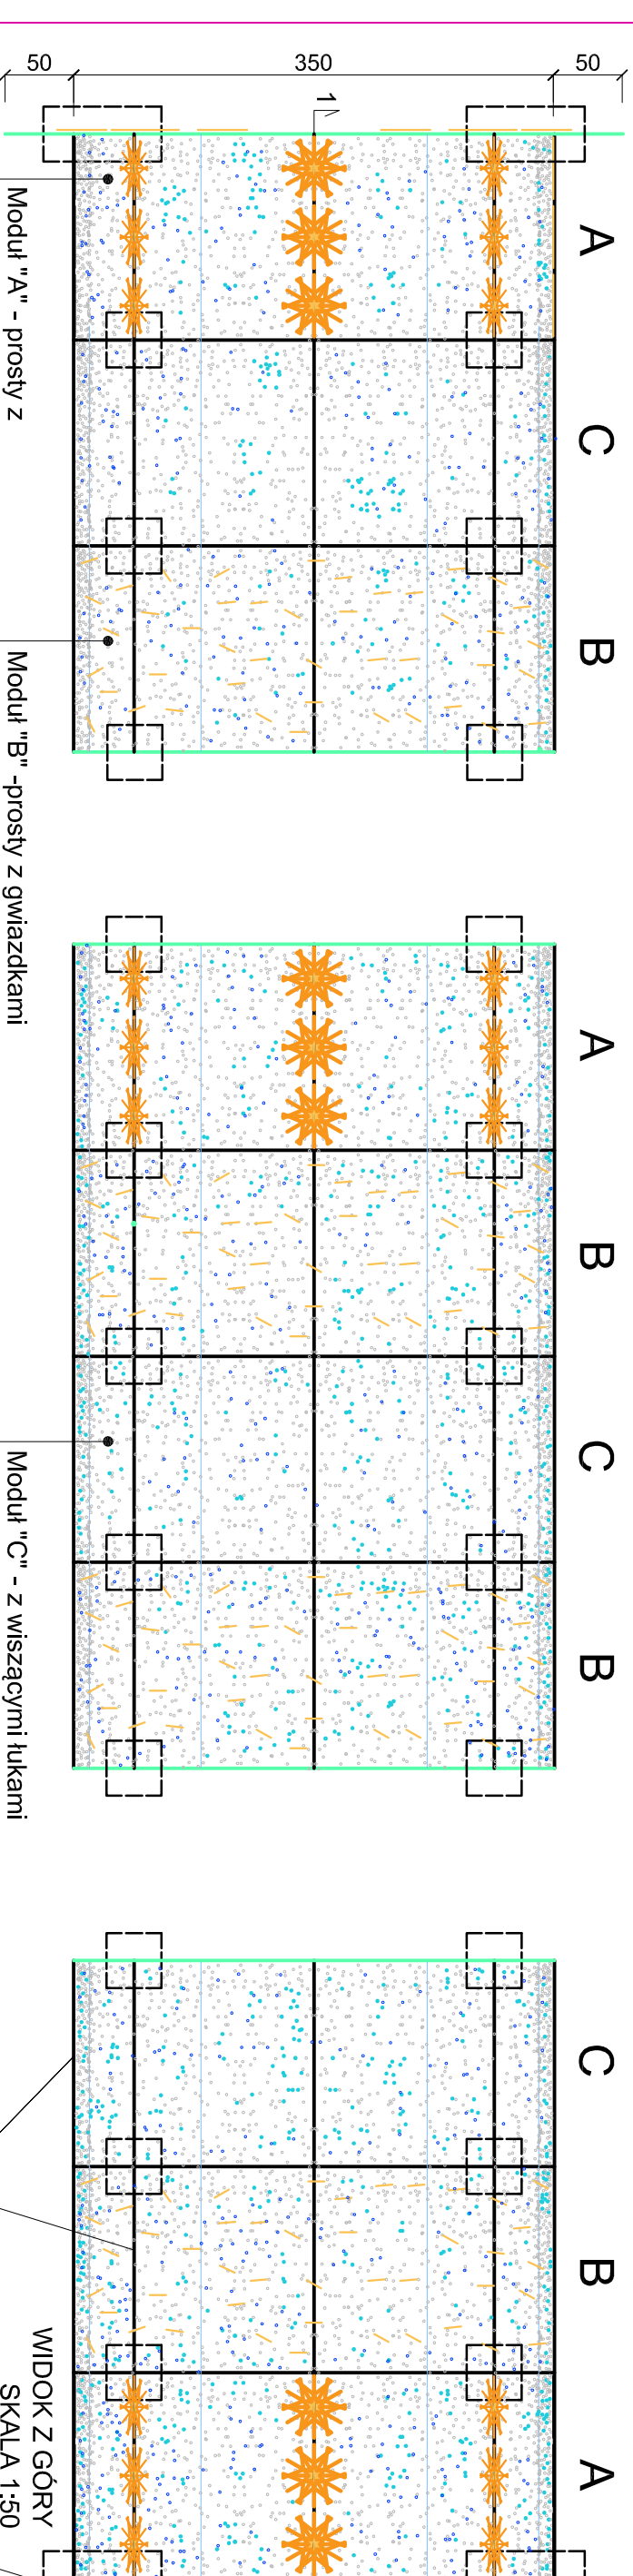 50
350
50
1
A
C
B
A
B
C
B
C
B
A
Moduł "A" - prosty z
Moduł "B" -prosty z gwiazdkami
Moduł "C" - z wiszącymi łukami
WIDOK Z GÓRY
SKALA 1:50